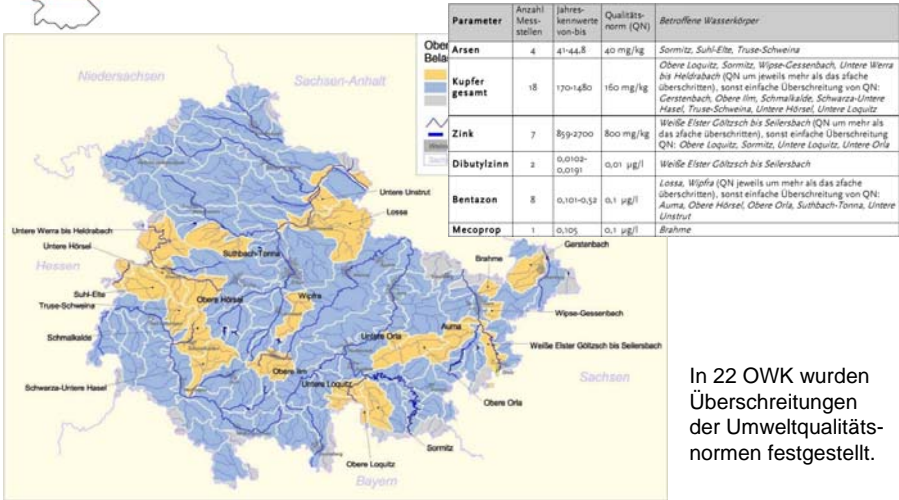 Parameter
Anzahl
Mess-
stellen
Jahres-
kennwerte
von-bis
Qualitäts-
norm (QN)
Betroffene Wasserkörper
Arsen 4 41-44,8 40 mg/kg Sormitz, Suhl-Elte, Truse-Schweina
Kupfer
gesamt
18 170-1480 160 mg/kg
Obere Loquitz, Sormitz, Wipse-Gessenbach, Untere Werra
bis Heldrabach (QN um jeweils mehr als das 2fache
überschritten), sonst einfache Überschreitung von QN:
Gerstenbach, Obere Ilm, Schmalkalde, Schwarza-Untere
Hasel, Truse-Schweina, Untere Hörsel, Untere Loquitz
Zink 7 859-2700 800 mg/kg
Weiße Elster Göltzsch bis Seilersbach (QN um mehr als
das 2fache überschritten), sonst einfache Überschreitung
QN: Obere Loquitz, Sormitz, Untere Loquitz, Untere Orla
Dibutylzinn 2 0,0102-
0,0191
0,01 µg/l Weiße Elster Göltzsch bis Seilersbach
Bentazon 8 0,101-0,52 0,1 µg/l
Lossa, Wipfra (QN jeweils um mehr als das 2fache
überschritten), sonst einfache Überschreitung von QN:
Auma, Obere Hörsel, Obere Orla, Suthbach-Tonna, Untere
Unstrut
Mecoprop 1 0,105 0,1 µg/l Brahme
Ober
Belas
Niedersachsen
Sachsen-Anhalt
Untere Unstrut
Lossa
Untere Werra bis Heldrabach
Untere Hörsel
Suthbach-Tonna
Gerstenbach
Brahme
Hessen
Suhl-Elte
Truse-Schweina
Obere Hörsel
Wipfra
Wipse-Gessenbach
Auma
Schmalkalde
Untere Orla
Weiße Elster Göltzsch bis Seilersbach
Obere Ilm
Sachsen
Schwarza-Untere Hasel
Untere Loquitz
Obere Orla
Sormitz
Obere Loquitz
Bayern
In 22 OWK wurden
Überschreitungen
der Umweltqualitäts-
normen festgestellt.